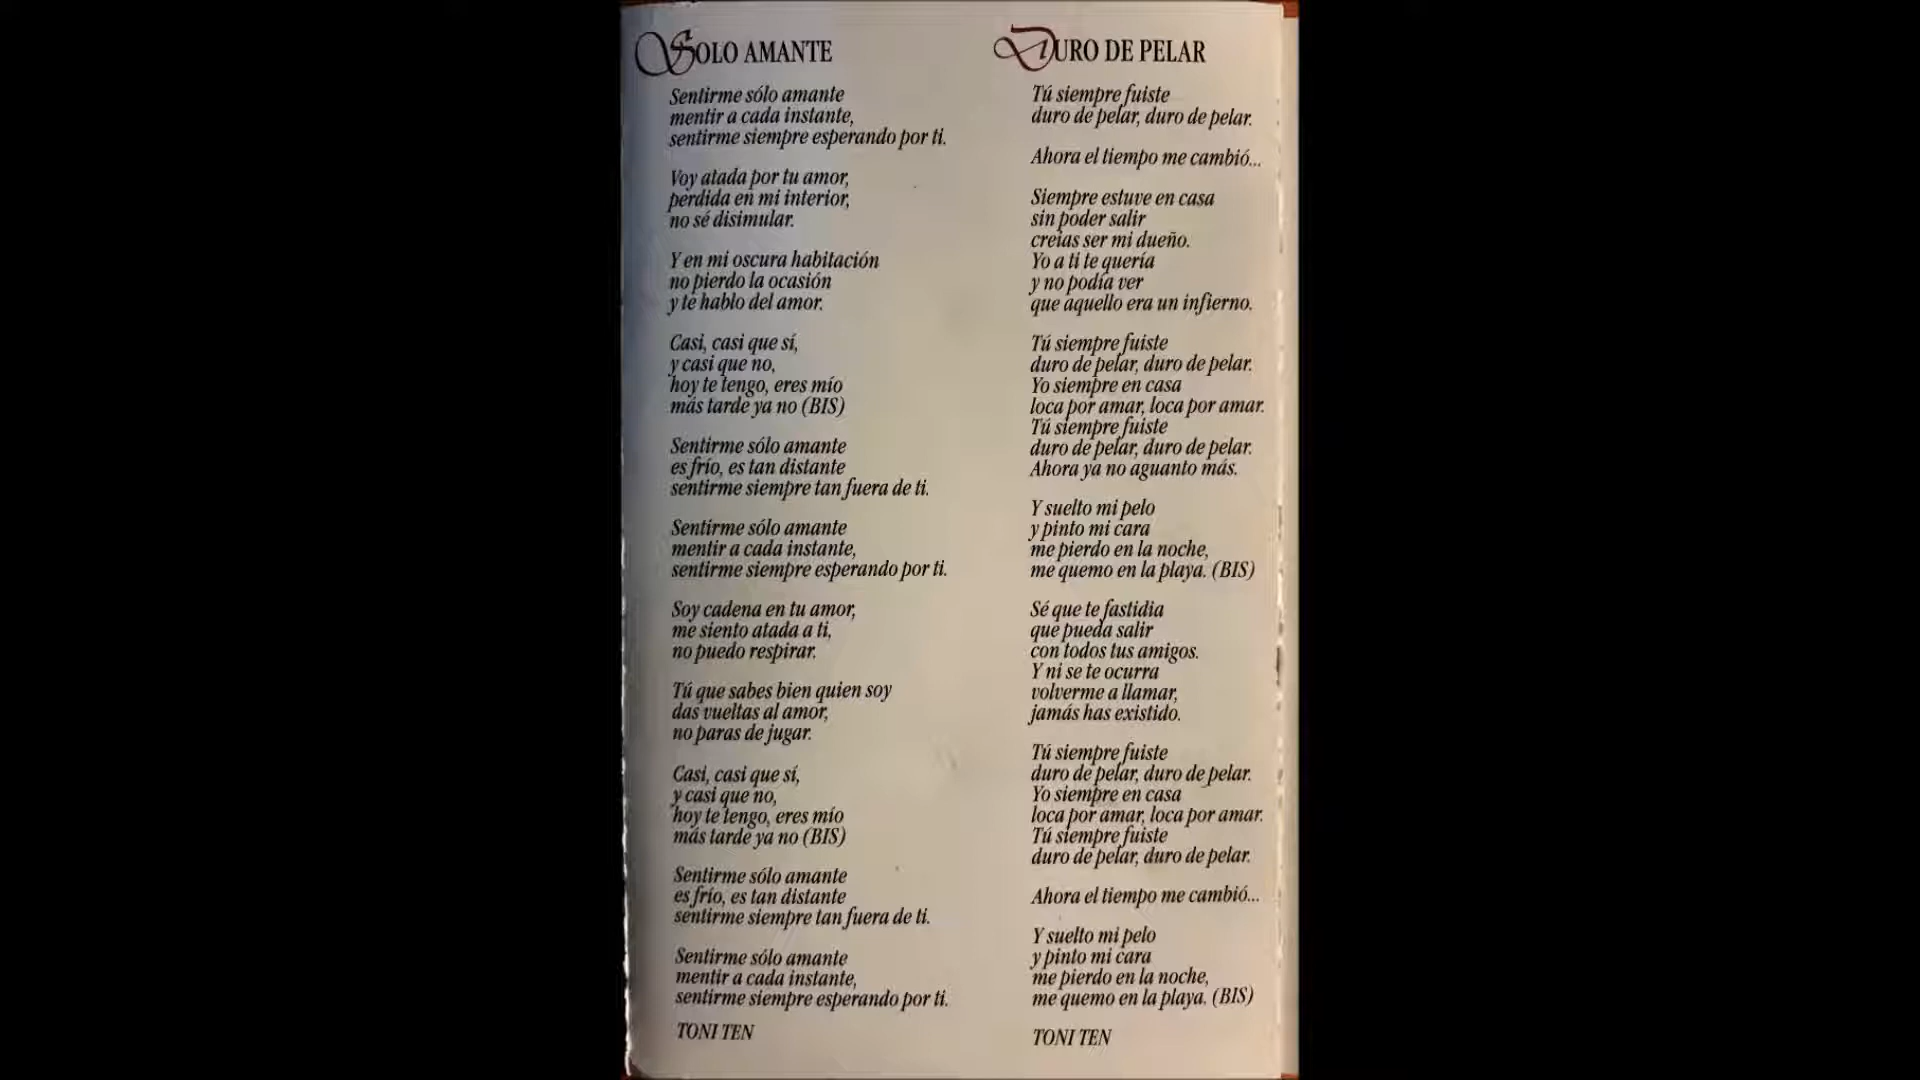 SOLO AMANTE
Sentirme sólo amante
mentir a cada instante,
sentirme siempre esperando por ti.
Voy atada por tu amor,
perdida en mi interior,
no sé disimular.
Y en mi oscura habitación
no pierdo la ocasión
y te hablo del amor.
Casi, casi que sí,
y casi que no,
hoy te tengo, eres mío
más tarde ya no (BIS)
Sentirme sólo amante
es frío, es tan distante
sentirme siempre tan fuera de ti.
Sentirme sólo amante
mentir a cada instante,
sentirme siempre esperando por ti.
Soy cadena en tu amor,
me siento atada a ti,
no puedo respirar.
Tú que sabes bien quien soy
das vueltas al amor,
no paras de jugar.
Casi, casi que sí,
y casi que no,
hoy te tengo, eres mío
más tarde ya no (BIS)
Sentirme sólo amante
es frío, es tan distante
sentirme siempre tan fuera de ti.
Sentirme sólo amante
mentir a cada instante,
sentirme siempre esperando por ti.
TONI TEN
DURO DE PELAR
Tú siempre fuiste
duro de pelar, duro de pelar.
Ahora el tiempo me cambió...
Siempre estuve en casa
sin poder salir
creías ser mi dueño.
Yo a ti te quería
y no podía ver
que aquello era un infierno.
Tú siempre fuiste
duro de pelar, duro de pelar.
Yo siempre en casa
loca por amar, loca por amar.
Tú siempre fuiste
duro de pelar, duro de pelar.
Ahora ya no aguanto más.
Y suelto mi pelo
y pinto mi cara
me pierdo en la noche,
me quemo en la playa. (BIS)
Sé que te fastidia
que pueda salir
con todos tus amigos.
Y ni se te ocurra
volverme a llamar,
jamás has existido.
Tú siempre fuiste
duro de pelar, duro de pelar.
Yo siempre en casa
loca por amar, loca por amar.
Tú siempre fuiste
duro de pelar, duro de pelar.
Ahora el tiempo me cambió...
Y suelto mi pelo
y pinto mi cara
me pierdo en la noche,
me quemo en la playa. (BIS)
TONI TEN